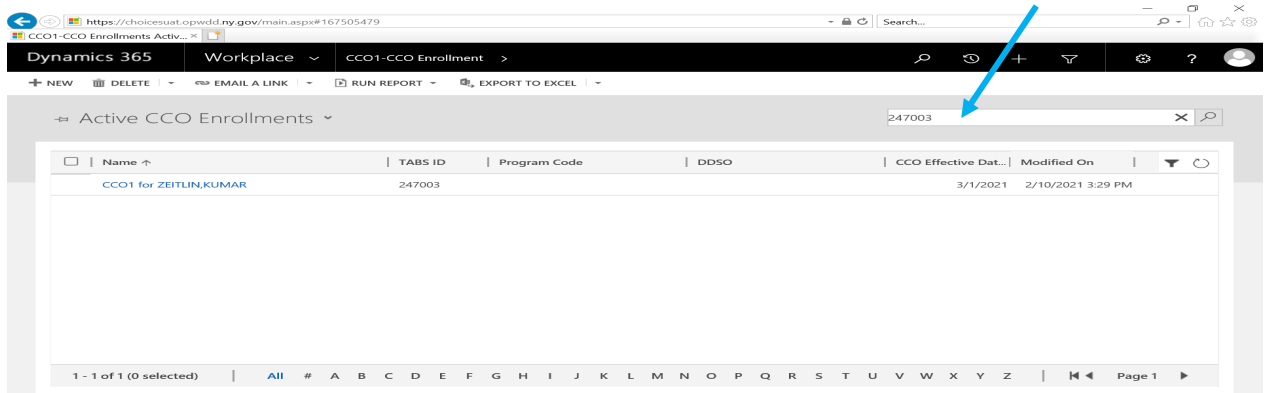 https://choicesuat.opwdd.ny.gov/main.aspx#167505479 Search...
CCO1-CCO Enrollments Activ... ×
Dynamics 365 Workplace CCO1-CCO Enrollment >
+ NEW DELETE EMAIL A LINK RUN REPORT EXPORT TO EXCEL
Active CCO Enrollments 247003
Name ↑ TABS ID Program Code DDSO CCO Effective Dat... Modified On
CCO1 for ZEITLIN,KUMAR 247003 3/1/2021 2/10/2021 3:29 PM
1 - 1 of 1 (0 selected) All # A B C D E F G H I J K L M N O P Q R S T U V W X Y Z Page 1